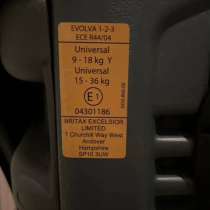 EVOLVA 1-2-3
ECE R44/04
Universal
9 - 18 kg Y
Universal
15 - 36 kg
E1
04301186
BRITAX EXCELSIOR
LIMITED
1 Churchill Way West
Andover
Hampshire
SP10 3UW